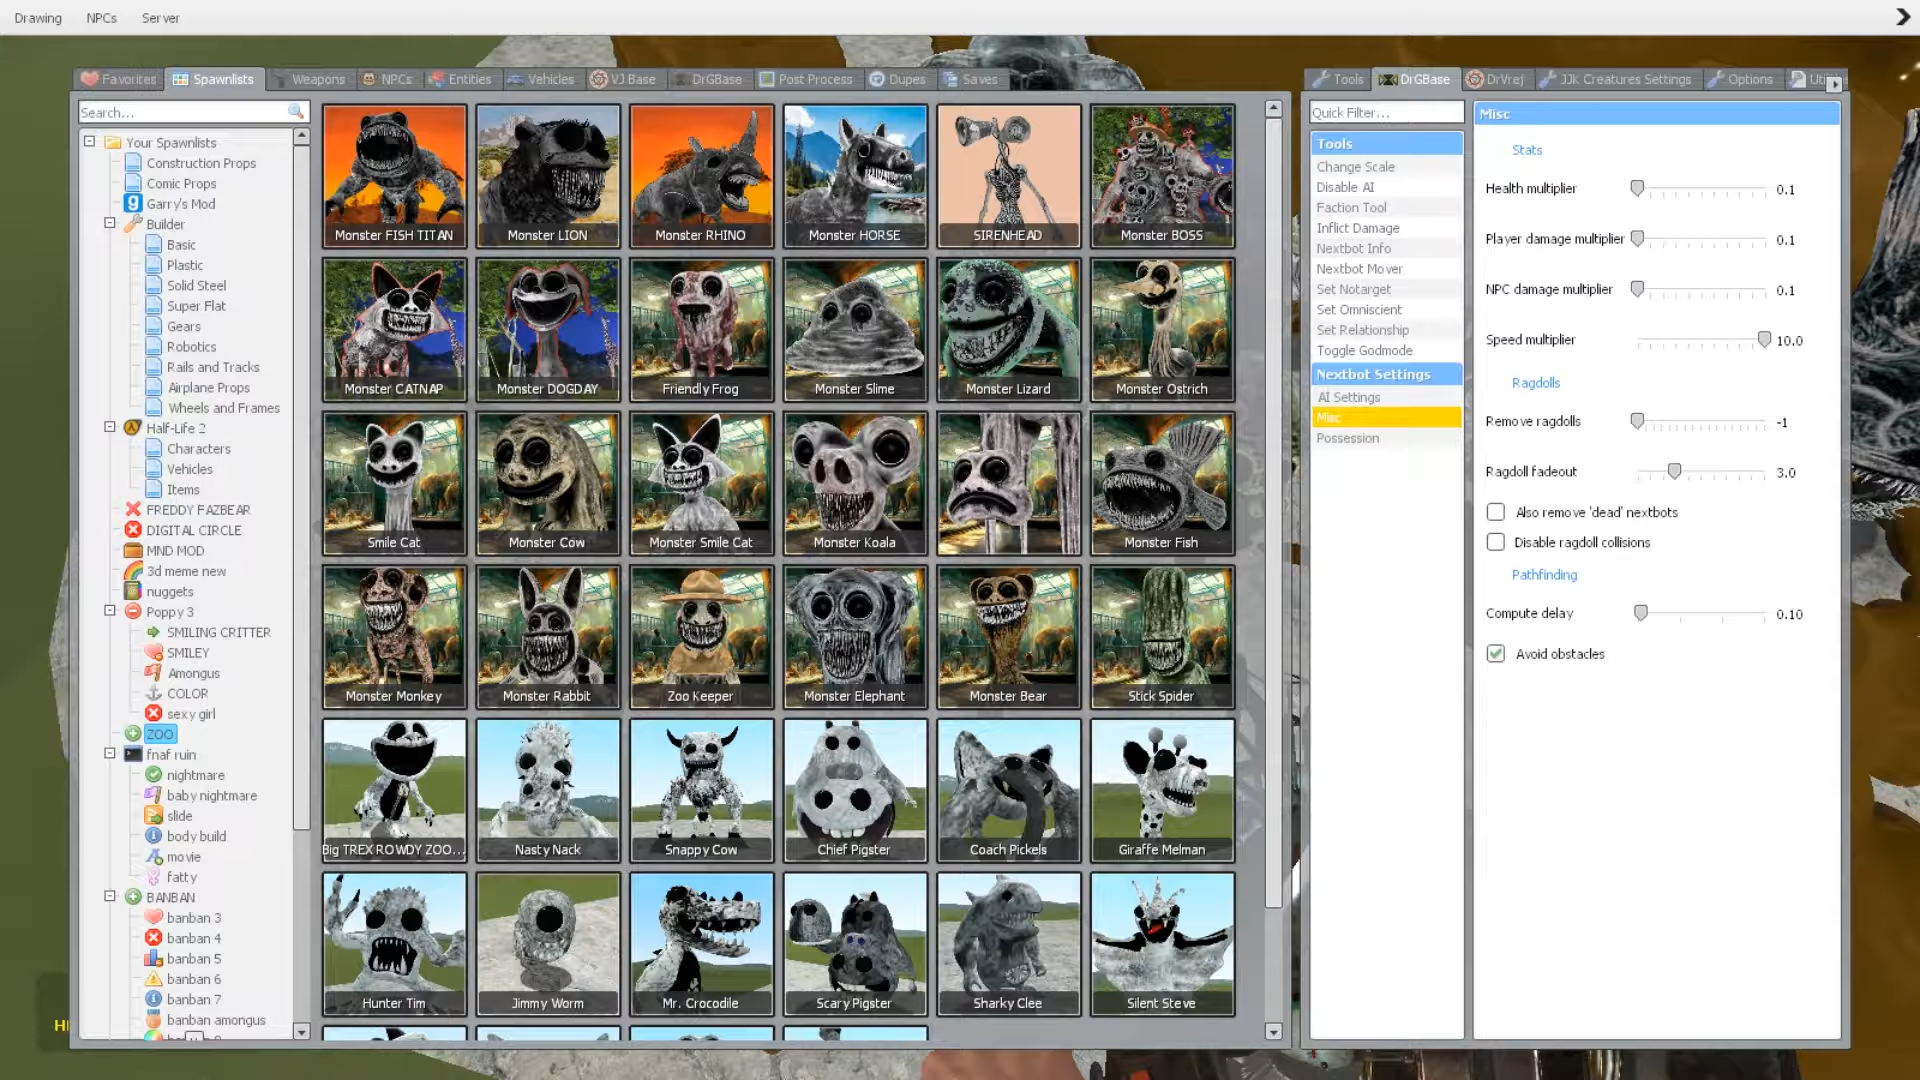 Drawing NPCs Server
Favorites Spawnlists Weapons NPCs Entities Vehicles VJ Base DrGBase Post Process Dupes Saves
Search...
Your Spawnlists
Construction Props
Comic Props
Garry's Mod
Builder
Basic
Plastic
Solid Steel
Super Flat
Gears
Robotics
Rails and Tracks
Airplane Props
Wheels and Frames
Half-Life 2
Characters
Vehicles
Items
FREDDY FAZBEAR
DIGITAL CIRCLE
MND MOD
3d meme new
nuggets
Poppy 3
SMILING CRITTER
SMILEY
Amongus
COLOR
sexy girl
ZOO
fnaf ruin
nightmare
baby nightmare
slide
body build
movie
fatty
BANBAN
banban 3
banban 4
banban 5
banban 6
banban 7
banban amongus
Monster FISH TITAN Monster LION Monster RHINO Monster HORSE SIRENHEAD Monster BOSS
Monster CATNAP Monster DOGDAY Friendly Frog Monster Slime Monster Lizard Monster Ostrich
Smile Cat Monster Cow Monster Smile Cat Monster Koala Monster Fish
Monster Monkey Monster Rabbit Zoo Keeper Monster Elephant Monster Bear Stick Spider
Big TREX ROWDY ZOO... Nasty Nack Snappy Cow Chief Pigster Coach Pickels Giraffe Melman
Hunter Tim Jimmy Worm Mr. Crocodile Scary Pigster Sharky Clee Silent Steve
Tools DrGBase DrVrej JJK Creatures Settings Options Uti
Quick Filter...
Tools
Change Scale
Disable AI
Faction Tool
Inflict Damage
Nextbot Info
Nextbot Mover
Set Notarget
Set Omniscient
Set Relationship
Toggle Godmode
Nextbot Settings
AI Settings
Misc
Possession
Misc
Stats
Health multiplier 0.1
Player damage multiplier 0.1
NPC damage multiplier 0.1
Speed multiplier 10.0
Ragdolls
Remove ragdolls -1
Ragdoll fadeout 3.0
Also remove 'dead' nextbots
Disable ragdoll collisions
Pathfinding
Compute delay 0.10
Avoid obstacles